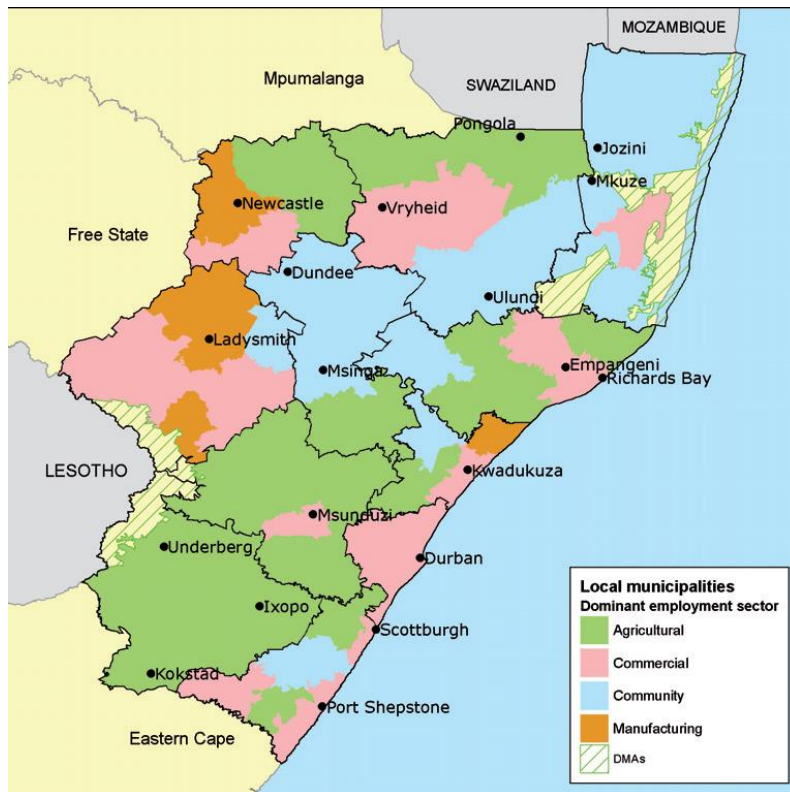 MOZAMBIQUE
Mpumalanga
SWAZILAND
Pongola
Jozini
Mkuze
Newcastle
Vryheid
Free State
Dundee
Ulundi
Ladysmith
Msinga
Empangeni
Richards Bay
LESOTHO
Kwadukuza
Msunduzi
Underberg
Durban
Ixopo
Scottburgh
Kokstad
Port Shepstone
Eastern Cape
Local municipalities
Dominant employment sector
Agricultural
Commercial
Community
Manufacturing
DMAs